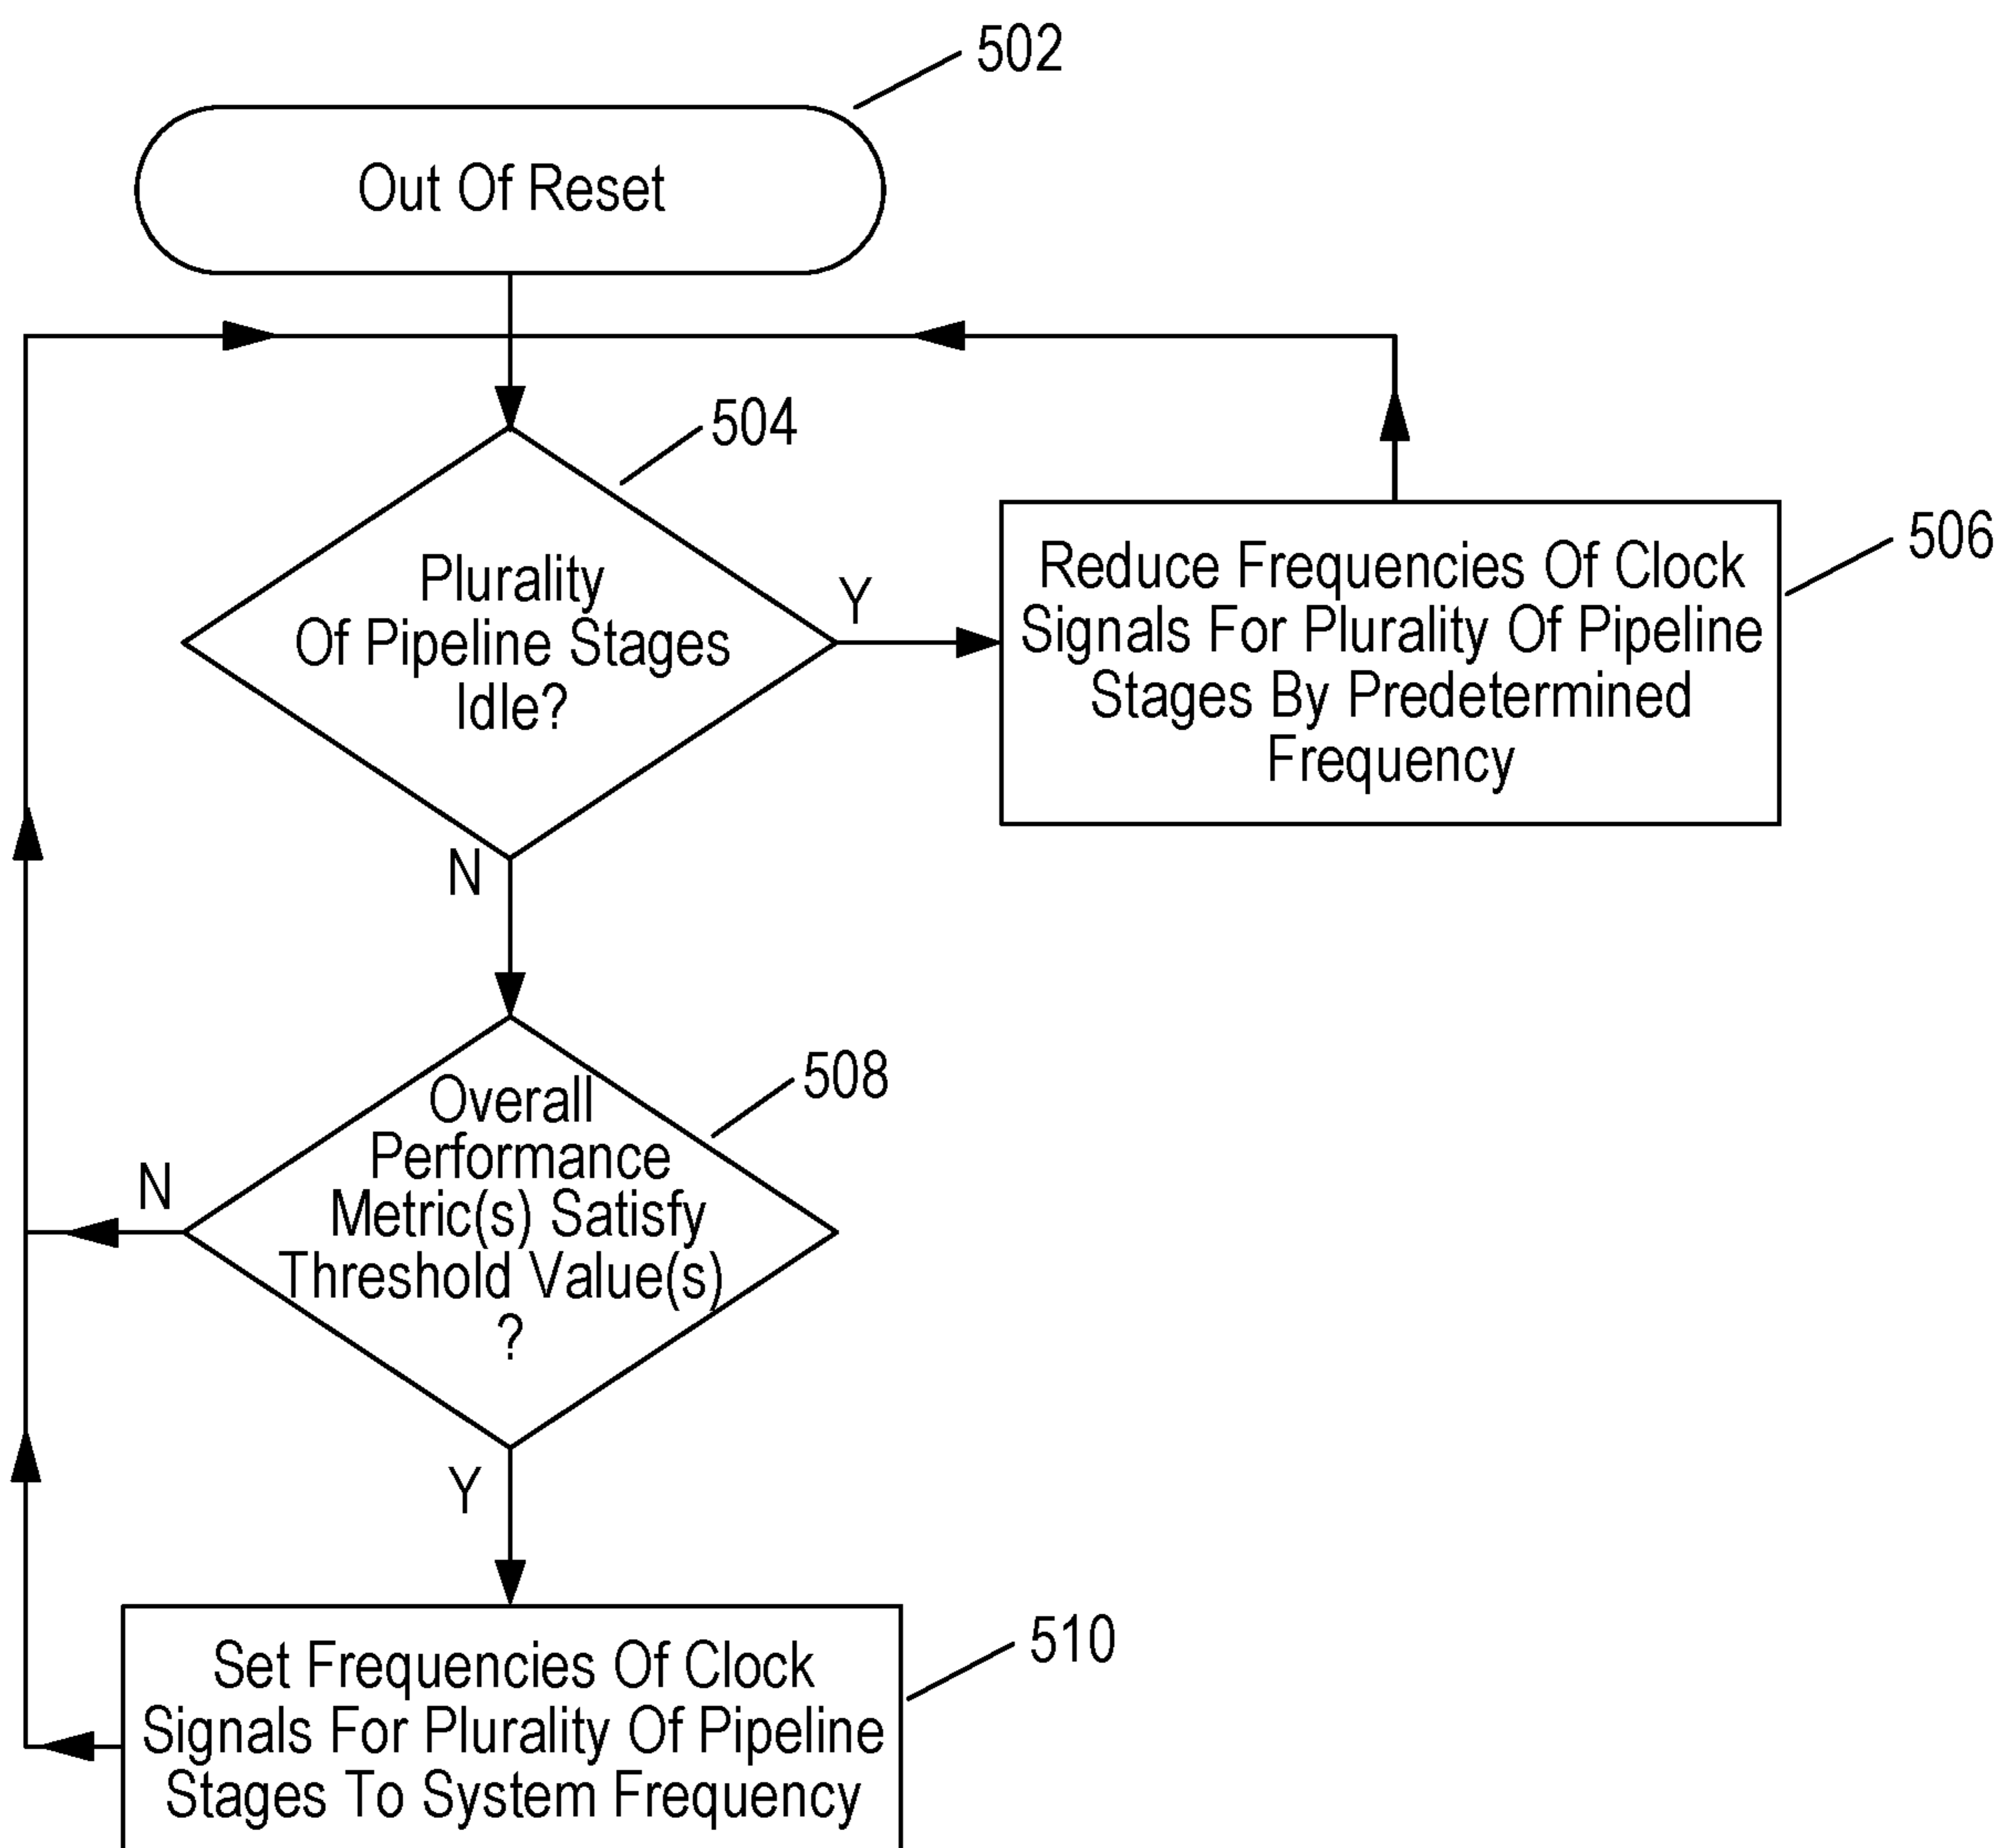 502
Out Of Reset
504
Plurality
Of Pipeline Stages
Idle?
Y
N
506
Reduce Frequencies Of Clock
Signals For Plurality Of Pipeline
Stages By Predetermined
Frequency
508
Overall
Performance
Metric(s) Satisfy
Threshold Value(s)
?
N
Y
510
Set Frequencies Of Clock
Signals For Plurality Of Pipeline
Stages To System Frequency